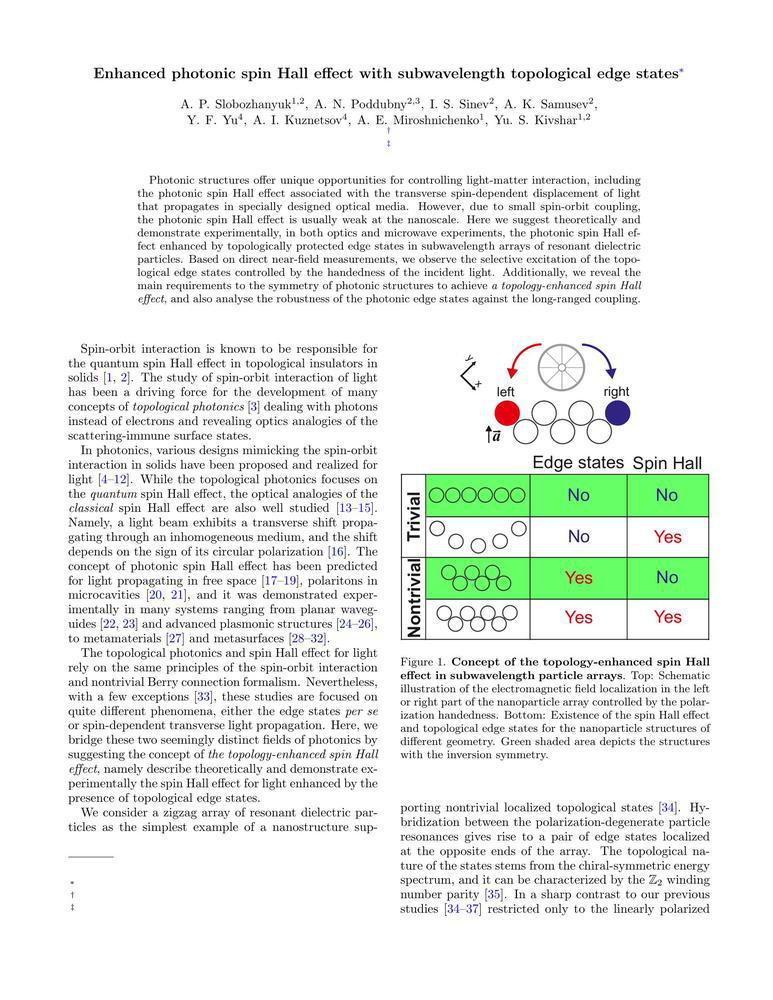 Enhanced photonic spin Hall effect with subwavelength topological edge states*
A. P. Slobozhanyuk1,2, A. N. Poddubny2,3, I. S. Sinev2, A. K. Samusev2,
Y. F. Yu4, A. I. Kuznetsov4, A. E. Miroshnichenko1, Yu. S. Kivshar1,2
†
‡
Photonic structures offer unique opportunities for controlling light-matter interaction, including
the photonic spin Hall effect associated with the transverse spin-dependent displacement of light
that propagates in specially designed optical media. However, due to small spin-orbit coupling,
the photonic spin Hall effect is usually weak at the nanoscale. Here we suggest theoretically and
demonstrate experimentally, in both optics and microwave experiments, the photonic spin Hall ef-
fect enhanced by topologically protected edge states in subwavelength arrays of resonant dielectric
particles. Based on direct near-field measurements, we observe the selective excitation of the topo-
logical edge states controlled by the handedness of the incident light. Additionally, we reveal the
main requirements to the symmetry of photonic structures to achieve a topology-enhanced spin Hall
effect, and also analyse the robustness of the photonic edge states against the long-ranged coupling.
Spin-orbit interaction is known to be responsible for
the quantum spin Hall effect in topological insulators in
solids [1, 2]. The study of spin-orbit interaction of light
has been a driving force for the development of many
concepts of topological photonics [3] dealing with photons
instead of electrons and revealing optics analogies of the
scattering-immune surface states.
In photonics, various designs mimicking the spin-orbit
interaction in solids have been proposed and realized for
light [4–12]. While the topological photonics focuses on
the quantum spin Hall effect, the optical analogies of the
classical spin Hall effect are also well studied [13–15].
Namely, a light beam exhibits a transverse shift propa-
gating through an inhomogeneous medium, and the shift
depends on the sign of its circular polarization [16]. The
concept of photonic spin Hall effect has been predicted
for light propagating in free space [17–19], polaritons in
microcavities [20, 21], and it was demonstrated exper-
imentally in many systems ranging from planar waveg-
uides [22, 23] and advanced plasmonic structures [24–26],
to metamaterials [27] and metasurfaces [28–32].
The topological photonics and spin Hall effect for light
rely on the same principles of the spin-orbit interaction
and nontrivial Berry connection formalism. Nevertheless,
with a few exceptions [33], these studies are focused on
quite different phenomena, either the edge states per se
or spin-dependent transverse light propagation. Here, we
bridge these two seemingly distinct fields of photonics by
suggesting the concept of the topology-enhanced spin Hall
effect, namely describe theoretically and demonstrate ex-
perimentally the spin Hall effect for light enhanced by the
presence of topological edge states.
We consider a zigzag array of resonant dielectric par-
ticles as the simplest example of a nanostructure sup-
*
†
‡
y
x
left
right
a
Edge states Spin Hall
Trivial
No No
No Yes
Nontrivial
Yes No
Yes Yes
Figure 1. Concept of the topology-enhanced spin Hall
effect in subwavelength particle arrays. Top: Schematic
illustration of the electromagnetic field localization in the left
or right part of the nanoparticle array controlled by the polar-
ization handedness. Bottom: Existence of the spin Hall effect
and topological edge states for the nanoparticle structures of
different geometry. Green shaded area depicts the structures
with the inversion symmetry.
porting nontrivial localized topological states [34]. Hy-
bridization between the polarization-degenerate particle
resonances gives rise to a pair of edge states localized
at the opposite ends of the array. The topological na-
ture of the states stems from the chiral-symmetric energy
spectrum, and it can be characterized by the ℤ2 winding
number parity [35]. In a sharp contrast to our previous
studies [34–37] restricted only to the linearly polarized